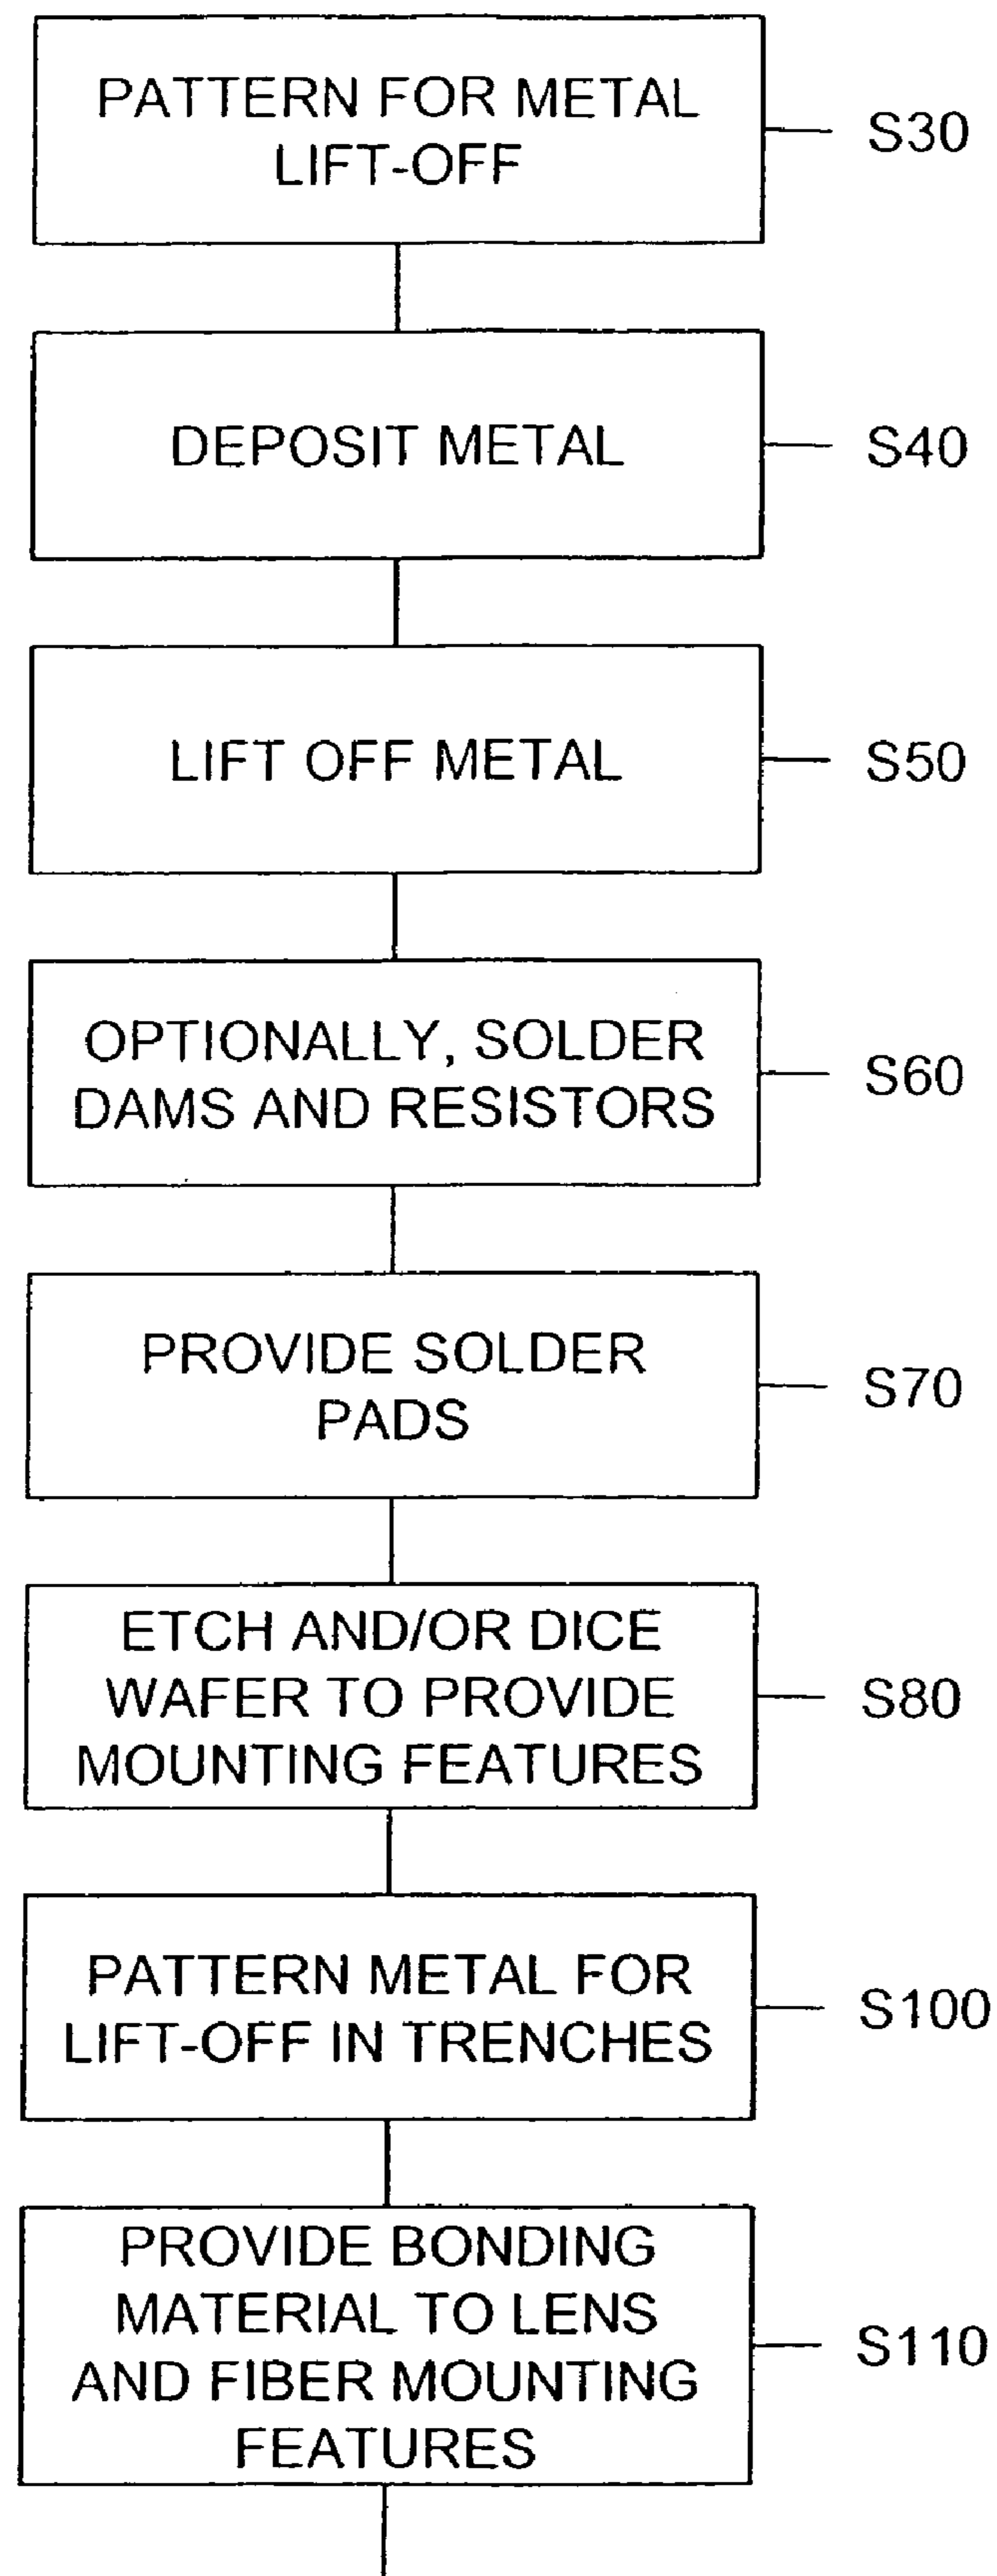 PATTERN FOR METAL
LIFT-OFF
S30
DEPOSIT METAL
S40
LIFT OFF METAL
S50
OPTIONALLY, SOLDER
DAMS AND RESISTORS
S60
PROVIDE SOLDER
PADS
S70
ETCH AND/OR DICE
WAFER TO PROVIDE
MOUNTING FEATURES
S80
PATTERN METAL FOR
LIFT-OFF IN TRENCHES
S100
PROVIDE BONDING
MATERIAL TO LENS
AND FIBER MOUNTING
FEATURES
S110